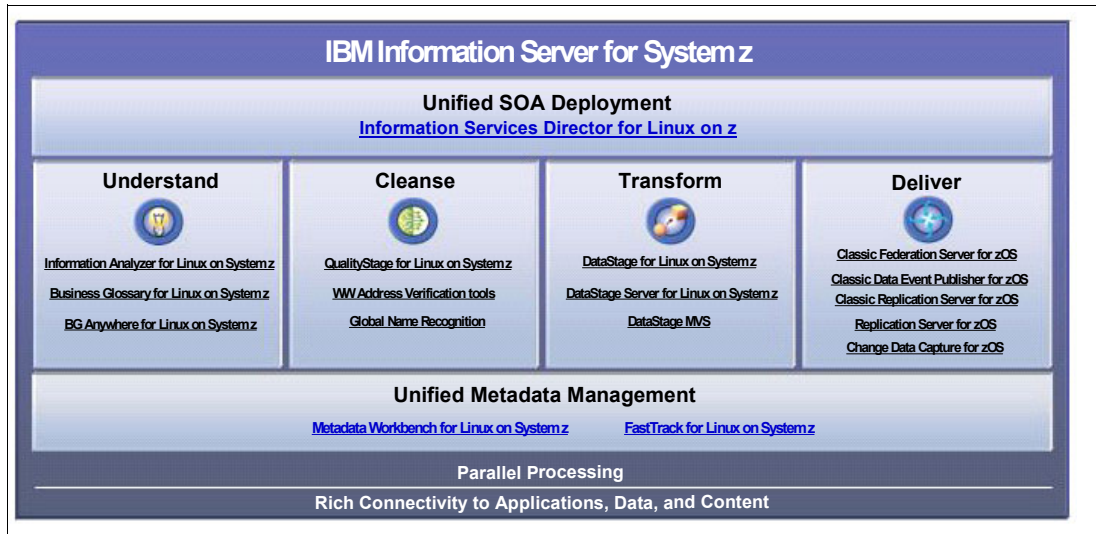 IBM Information Server for System z
Unified SOA Deployment
Information Services Director for Linux on z
Understand
Information Analyzer for Linux on System z
Business Glossary for Linux on System z
BG Anywhere for Linux on System z
Cleanse
QualityStage for Linux on System z
WW Address Verification tools
Global Name Recognition
Transform
DataStage for Linux on System z
DataStage Server for Linux on System z
DataStage MVS
Deliver
Classic Federation Server for zOS
Classic Data Event Publisher for zOS
Classic Replication Server for zOS
Replication Server for zOS
Change Data Capture for zOS
Unified Metadata Management
Metadata Workbench for Linux on System z FastTrack for Linux on System z
Parallel Processing
Rich Connectivity to Applications, Data, and Content